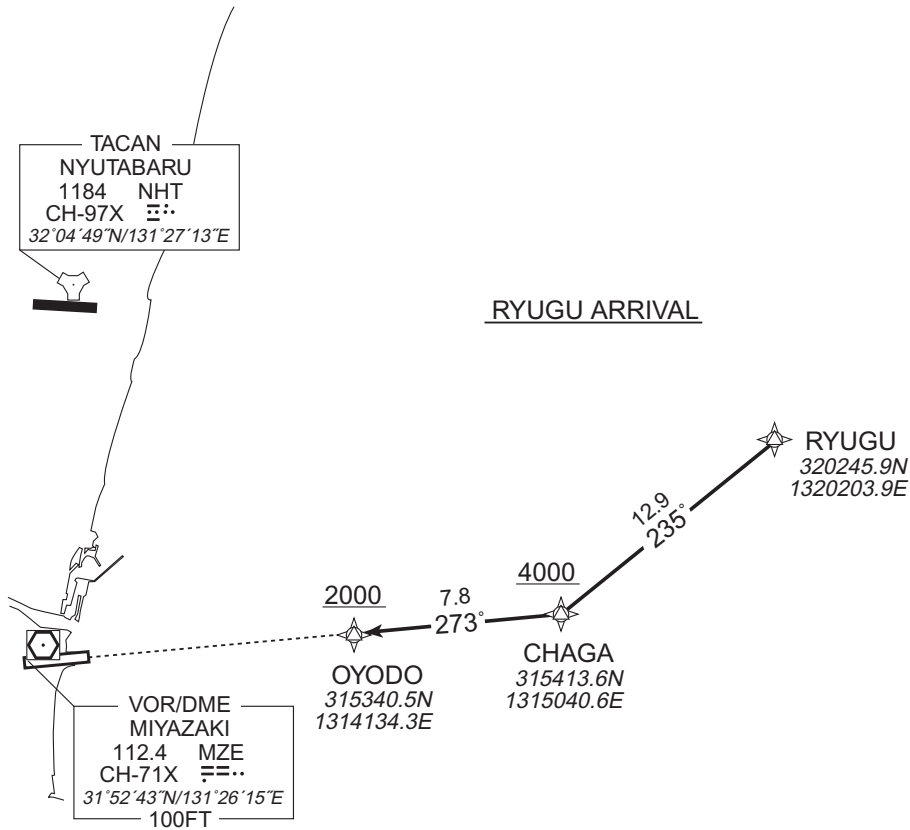 TACAN
NYUTABARU
1184 NHT
CH-97X
32°04´49˝N/131°27´13˝E
RYUGU ARRIVAL
RYUGU
320245.9N
1320203.9E
12.9
235°
4000
7.8
273°
2000
CHAGA
315413.6N
1315040.6E
OYODO
315340.5N
1314134.3E
VOR/DME
MIYAZAKI
112.4 MZE
CH-71X
31°52´43˝N/131°26´15˝E
100FT